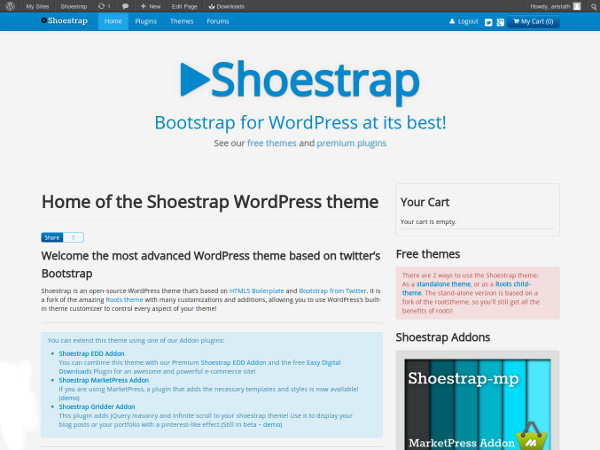 My Sites Shoestrap 1 New Edit Page Downloads Howdy, aristath
Shoestrap Home Plugins Themes Forums Logout My Cart (0)
Shoestrap
Bootstrap for WordPress at its best!
See our free themes and premium plugins
Home of the Shoestrap WordPress theme
Share 5
Welcome the most advanced WordPress theme based on twitter's
Bootstrap
Shoestrap is an open-source WordPress theme that's based on HTML5 Boilerplate and Bootstrap from Twitter. It is
a fork of the amazing Roots theme with many customizations and additions, allowing you to use WordPress's built-
in theme customizer to control every aspect of your theme!
You can extend this theme using one of our Addon plugins:
Shoestrap EDD Addon
You can combine this theme with our Premium Shoestrap EDD Addon and the free Easy Digital
Downloads Plugin for an awesome and powerful e-commerce site!
Shoestrap MarketPress Addon
If you are using MarketPress, a plugin that adds the necessary templates and styles is now available!
(demo)
Shoestrap Gridder Addon
This plugin adds JQuery masonry and infinite scroll to your shoestrap theme! Use it to display your
blog posts or your portfolio with a pinterest-like effect.(Still in beta – demo)
Your Cart
Your cart is empty.
Free themes
There are 2 ways to use the Shoestrap theme:
As a standalone theme, or as a Roots child-
theme. The stand-alone version is based on a
fork of the rootstheme, so you'll still get all the
benefits of roots!
Shoestrap Addons
Shoestrap-mp
MarketPress Addon